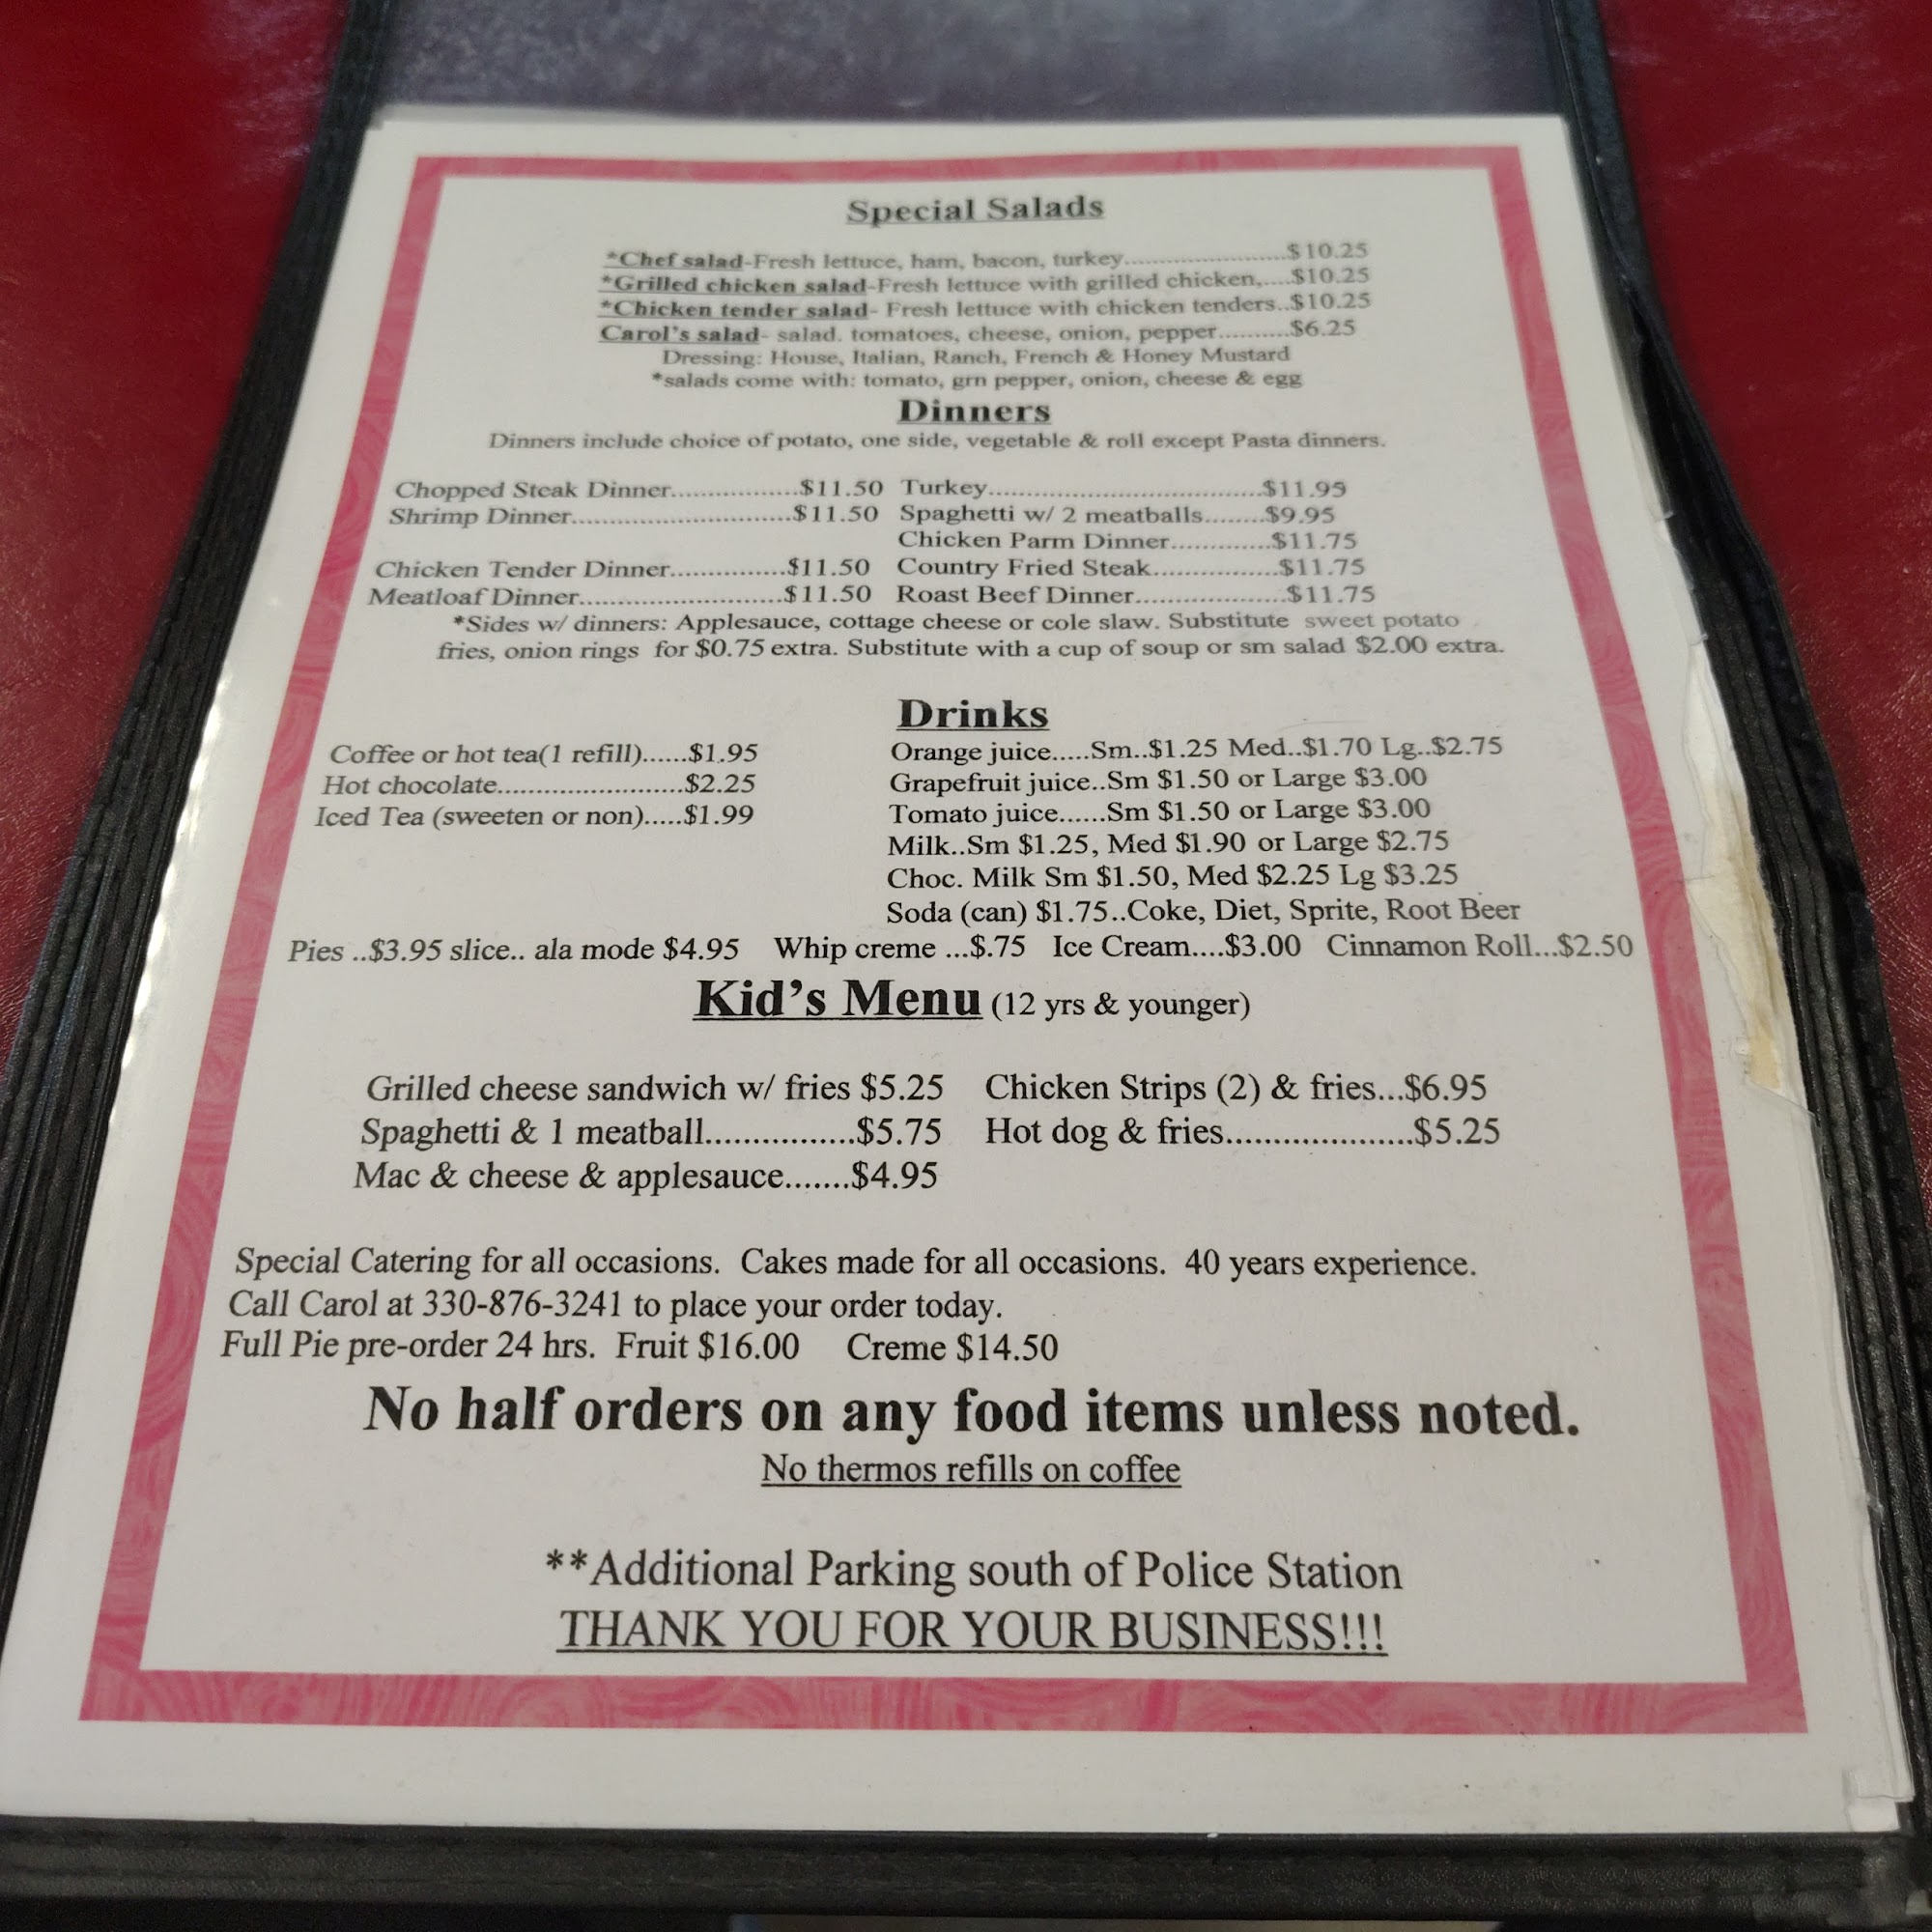 Special Salads
*Chef salad-Fresh lettuce, ham, bacon, turkey.......................$10.25
*Grilled chicken salad-Fresh lettuce with grilled chicken,....$10.25
*Chicken tender salad- Fresh lettuce with chicken tenders..$10.25
Carol's salad- salad. tomatoes, cheese, onion, pepper..........$6.25
Dressing: House, Italian, Ranch, French & Honey Mustard
*salads come with: tomato, grn pepper, onion, cheese & egg
Dinners
Dinners include choice of potato, one side, vegetable & roll except Pasta dinners.
Chopped Steak Dinner.................$11.50 Turkey.....................................$11.95
Shrimp Dinner.............................$11.50 Spaghetti w/ 2 meatballs........$9.95
Chicken Parm Dinner.............$11.75
Chicken Tender Dinner...............$11.50 Country Fried Steak................$11.75
Meatloaf Dinner..........................$11.50 Roast Beef Dinner...................$11.75
*Sides w/ dinners: Applesauce, cottage cheese or cole slaw. Substitute sweet potato
fries, onion rings for $0.75 extra. Substitute with a cup of soup or sm salad $2.00 extra.
Drinks
Coffee or hot tea(1 refill)......$1.95 Orange juice.....Sm..$1.25 Med..$1.70 Lg..$2.75
Hot chocolate........................$2.25 Grapefruit juice..Sm $1.50 or Large $3.00
Iced Tea (sweeten or non).....$1.99 Tomato juice......Sm $1.50 or Large $3.00
Milk..Sm $1.25, Med $1.90 or Large $2.75
Choc. Milk Sm $1.50, Med $2.25 Lg $3.25
Soda (can) $1.75..Coke, Diet, Sprite, Root Beer
Pies ..$3.95 slice.. ala mode $4.95 Whip creme ...$.75 Ice Cream....$3.00 Cinnamon Roll...$2.50
Kid's Menu (12 yrs & younger)
Grilled cheese sandwich w/ fries $5.25 Chicken Strips (2) & fries...$6.95
Spaghetti & 1 meatball................$5.75 Hot dog & fries....................$5.25
Mac & cheese & applesauce.......$4.95
Special Catering for all occasions. Cakes made for all occasions. 40 years experience.
Call Carol at 330-876-3241 to place your order today.
Full Pie pre-order 24 hrs. Fruit $16.00 Creme $14.50
No half orders on any food items unless noted.
No thermos refills on coffee
**Additional Parking south of Police Station
THANK YOU FOR YOUR BUSINESS!!!